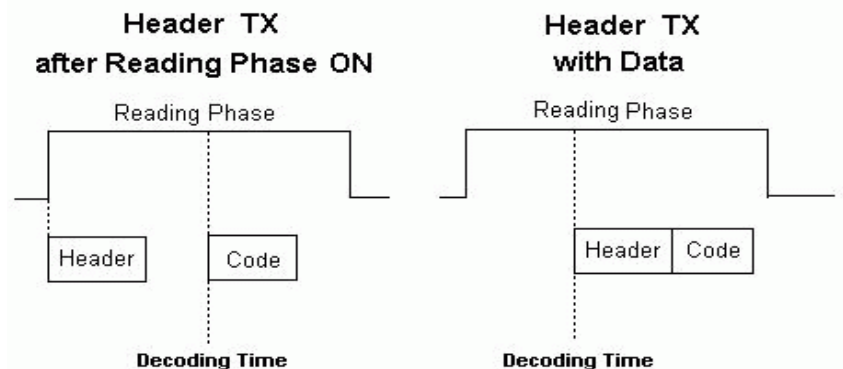 Header TX
after Reading Phase ON
Reading Phase
Header
Code
Decoding Time
Header TX
with Data
Reading Phase
Header
Code
Decoding Time